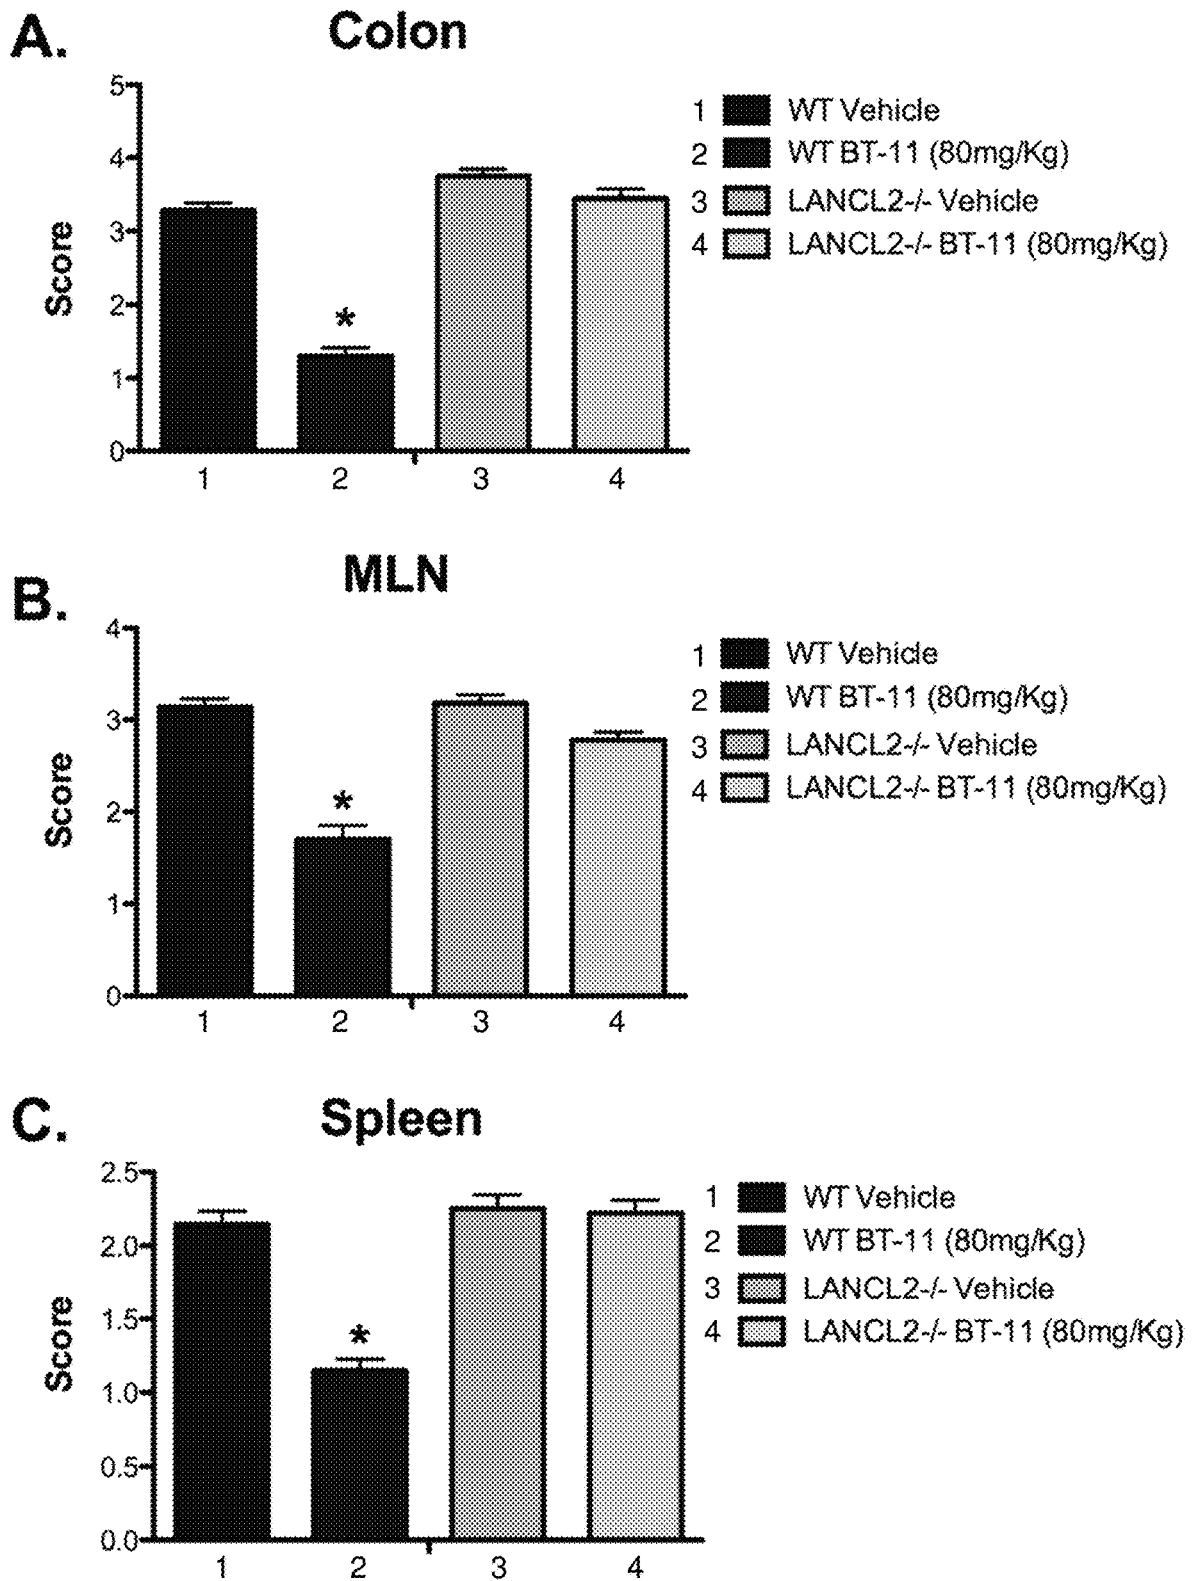 A.
Colon
Score
5
4
3
2
1
0
*
1 2 3 4
1 WT Vehicle
2 WT BT-11 (80mg/Kg)
3 LANCL2-/- Vehicle
4 LANCL2-/- BT-11 (80mg/Kg)
B.
MLN
Score
4
3
2
1
0
*
1 2 3 4
1 WT Vehicle
2 WT BT-11 (80mg/Kg)
3 LANCL2-/- Vehicle
4 LANCL2-/- BT-11 (80mg/Kg)
C.
Spleen
Score
2.5
2.0
1.5
1.0
0.5
0.0
*
1 2 3 4
1 WT Vehicle
2 WT BT-11 (80mg/Kg)
3 LANCL2-/- Vehicle
4 LANCL2-/- BT-11 (80mg/Kg)